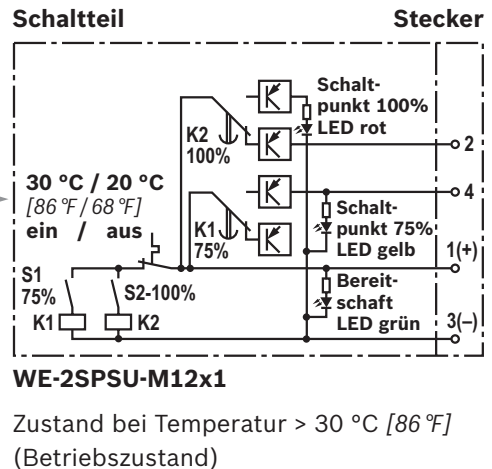 Schaltteil Stecker
Schalt-
punkt 100%
LED rot
K2
100%
2
30 °C / 20 °C
[86 °F / 68 °F]
ein / aus
4
Schalt-
punkt 75%
LED gelb
K1
75%
1(+)
S1
75%
S2-100%
Bereit-
schaft
LED grün
K1
K2
3(–)
WE-2SPSU-M12x1
Zustand bei Temperatur > 30 °C [86 °F]
(Betriebszustand)